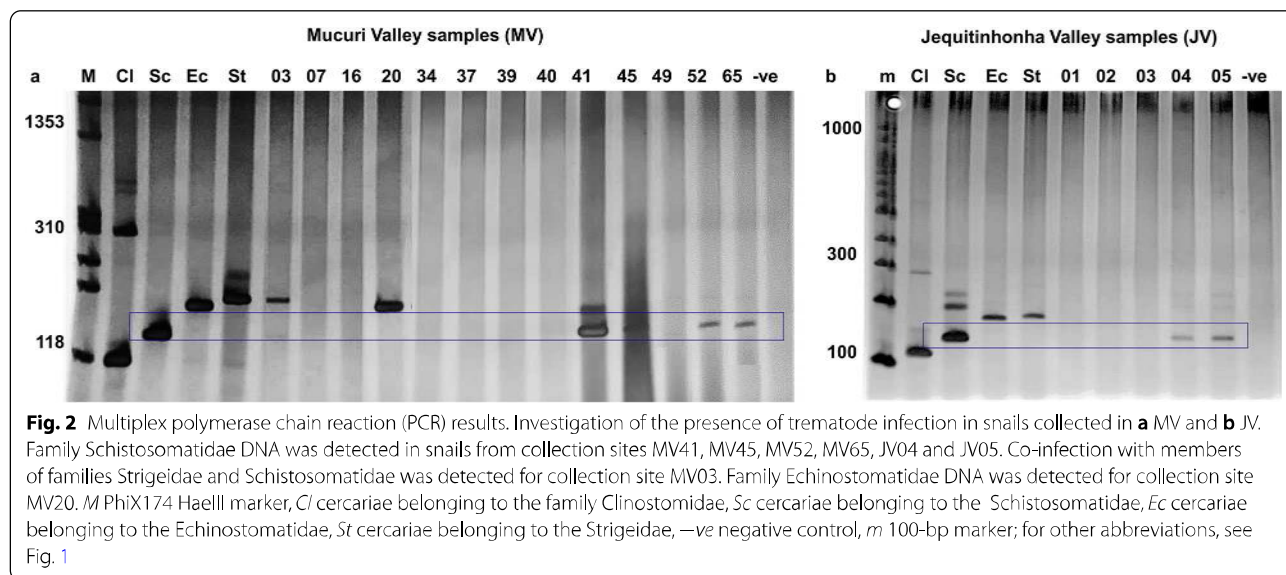 Mucuri Valley samples (MV)
Jequitinhonha Valley samples (JV)
a M Cl Sc Ec St 03 07 16 20 34 37 39 40 41 45 49 52 65 -ve
b m Cl Sc Ec St 01 02 03 04 05 -ve
1353
310
118
1000
300
100
Fig. 2 Multiplex polymerase chain reaction (PCR) results. Investigation of the presence of trematode infection in snails collected in a MV and b JV.
Family Schistosomatidae DNA was detected in snails from collection sites MV41, MV45, MV52, MV65, JV04 and JV05. Co-infection with members
of families Strigeidae and Schistosomatidae was detected for collection site MV03. Family Echinostomatidae DNA was detected for collection site
MV20. M PhiX174 HaeIII marker, Cl cercariae belonging to the family Clinostomidae, Sc cercariae belonging to the Schistosomatidae, Ec cercariae
belonging to the Echinostomatidae, St cercariae belonging to the Strigeidae, −ve negative control, m 100-bp marker; for other abbreviations, see
Fig. 1